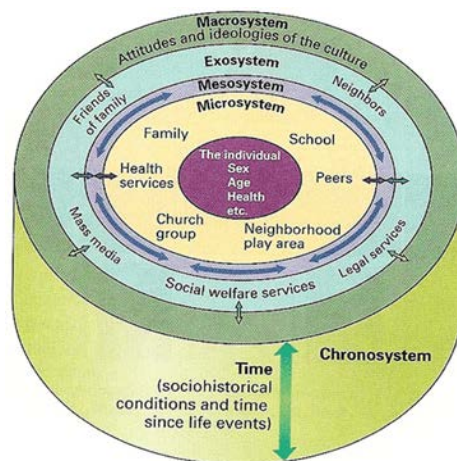 Macrosystem
Attitudes and ideologies of the culture
Exosystem
Mesosystem
Microsystem
Friends
of family
Neighbors
Family
School
The individual
Sex
Age
Health
etc.
Health
services
Peers
Church
group
Neighborhood
play area
Mass media
Legal services
Social welfare services
Time
(sociohistorical
conditions and time
since life events)
Chronosystem